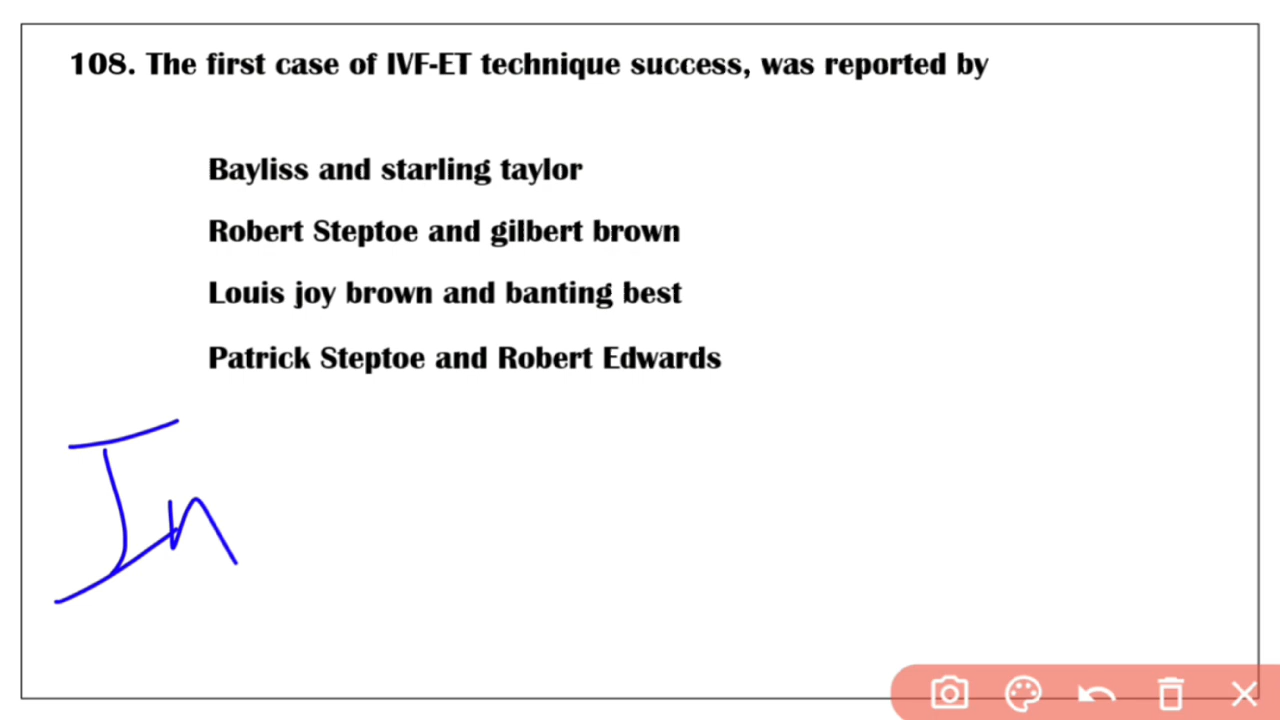 108. The first case of IVF-ET technique success, was reported by
Bayliss and starling taylor
Robert Steptoe and gilbert brown
Louis joy brown and banting best
Patrick Steptoe and Robert Edwards
In